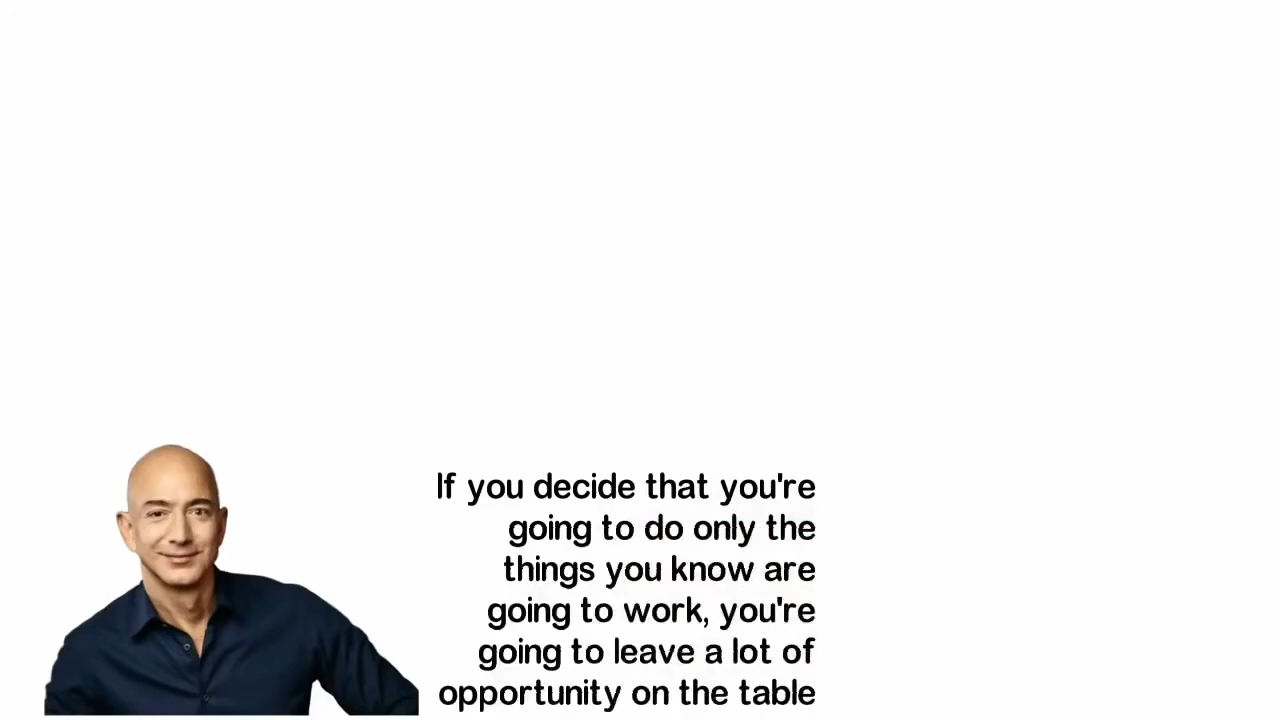 If you decide that you're
going to do only the
things you know are
going to work, you're
going to leave a lot of
opportunity on the table